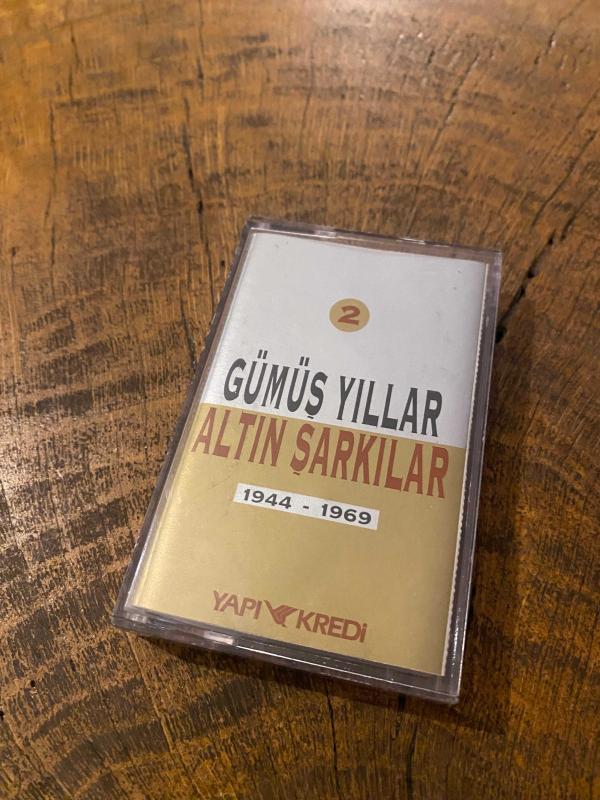 2
GÜMÜŞ YILLAR
ALTIN ŞARKILAR
1944 - 1969
YAPI KREDİ